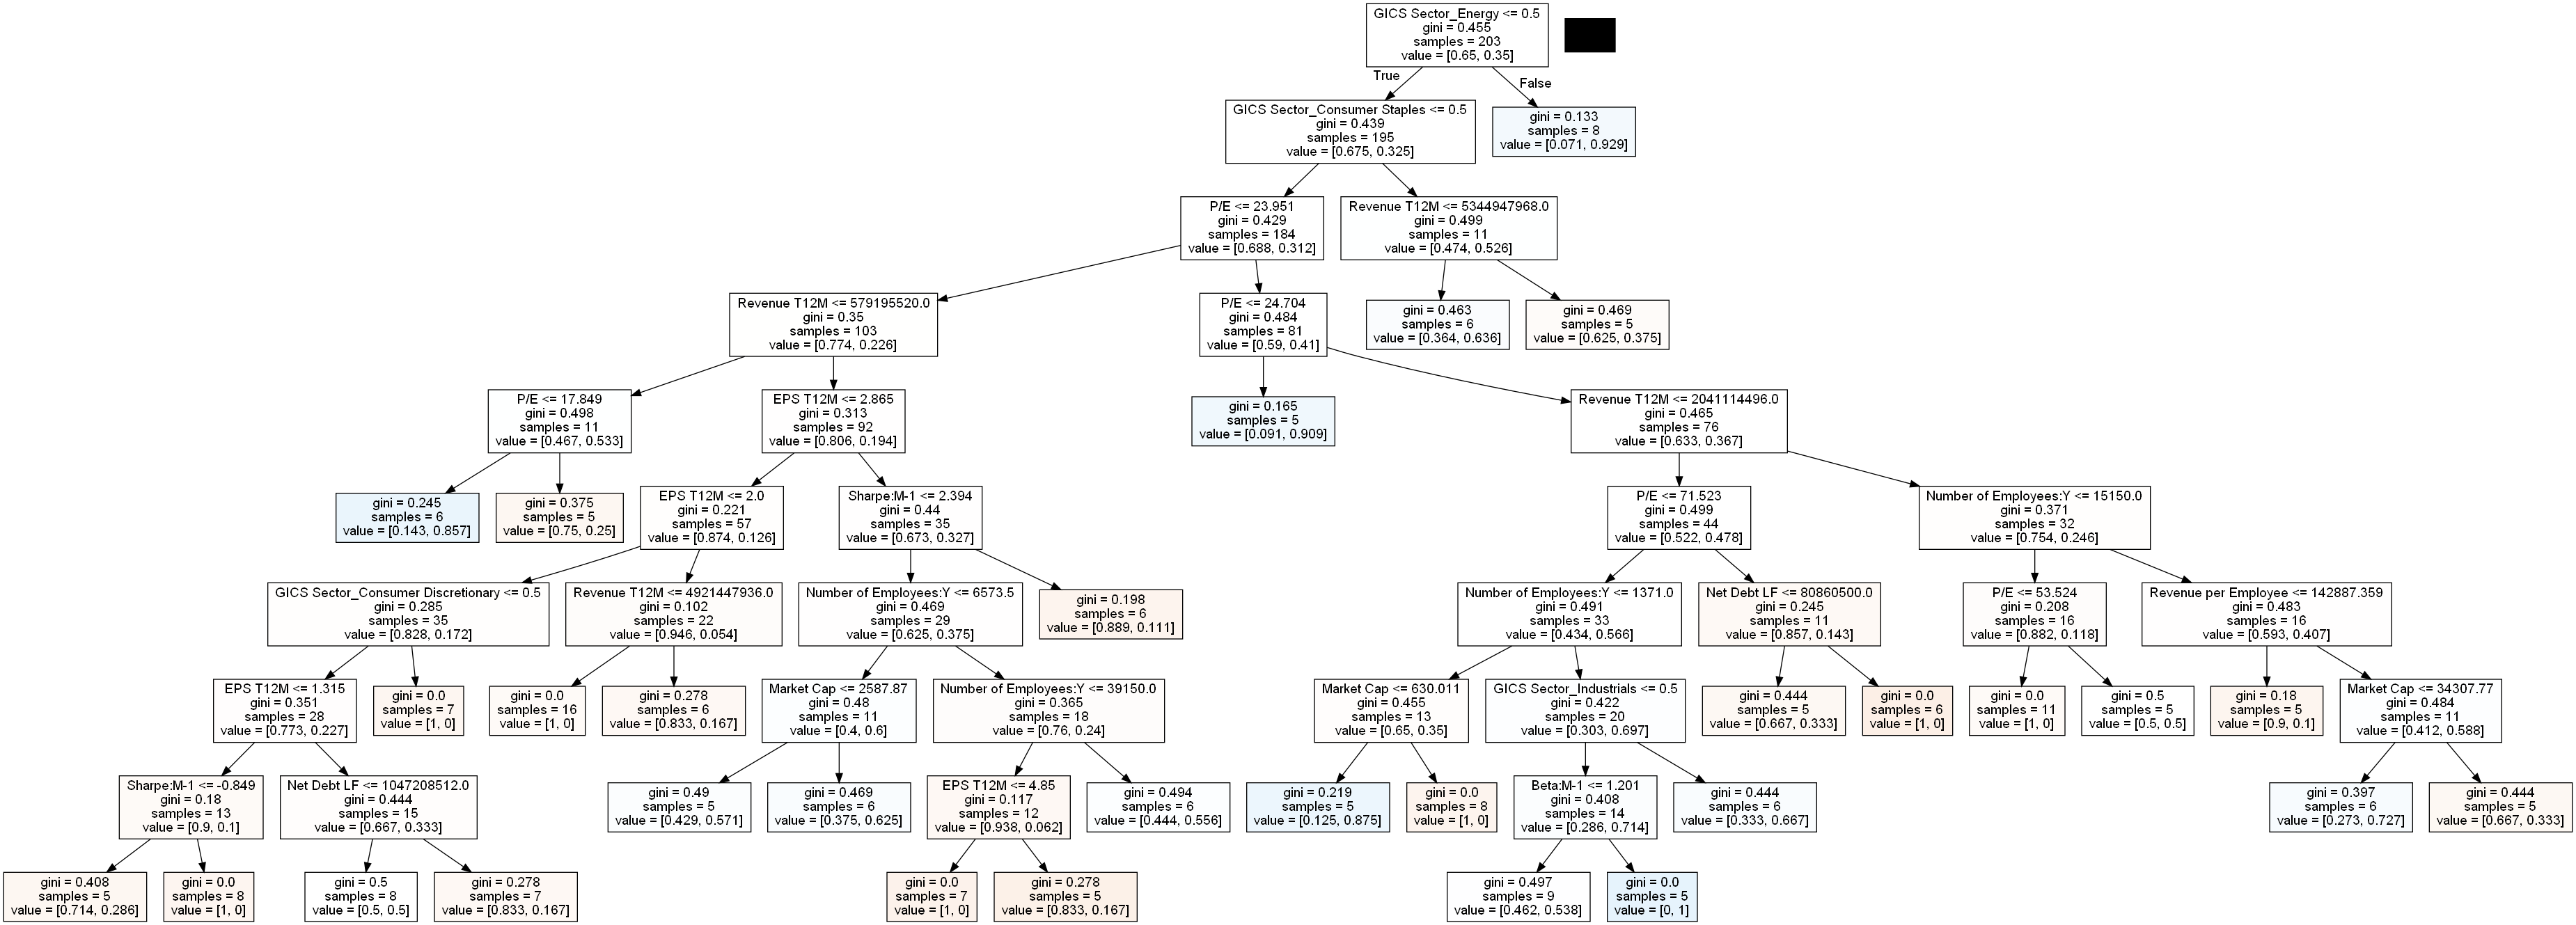 GICS Sector_Energy <= 0.5
gini = 0.455
samples = 203
value = [0.65, 0.35]
True
False
GICS Sector_Consumer Staples <= 0.5
gini = 0.439
samples = 195
value = [0.675, 0.325]
gini = 0.133
samples = 8
value = [0.071, 0.929]
P/E <= 23.951
gini = 0.429
samples = 184
value = [0.688, 0.312]
Revenue T12M <= 5344947968.0
gini = 0.499
samples = 11
value = [0.474, 0.526]
Revenue T12M <= 579195520.0
gini = 0.35
samples = 103
value = [0.774, 0.226]
P/E <= 24.704
gini = 0.484
samples = 81
value = [0.59, 0.41]
gini = 0.463
samples = 6
value = [0.364, 0.636]
gini = 0.469
samples = 5
value = [0.625, 0.375]
P/E <= 17.849
gini = 0.498
samples = 11
value = [0.467, 0.533]
EPS T12M <= 2.865
gini = 0.313
samples = 92
value = [0.806, 0.194]
gini = 0.165
samples = 5
value = [0.091, 0.909]
Revenue T12M <= 2041114496.0
gini = 0.465
samples = 76
value = [0.633, 0.367]
gini = 0.245
samples = 6
value = [0.143, 0.857]
gini = 0.375
samples = 5
value = [0.75, 0.25]
EPS T12M <= 2.0
gini = 0.221
samples = 57
value = [0.874, 0.126]
Sharpe:M-1 <= 2.394
gini = 0.44
samples = 35
value = [0.673, 0.327]
P/E <= 71.523
gini = 0.499
samples = 44
value = [0.522, 0.478]
Number of Employees:Y <= 15150.0
gini = 0.371
samples = 32
value = [0.754, 0.246]
GICS Sector_Consumer Discretionary <= 0.5
gini = 0.285
samples = 35
value = [0.828, 0.172]
Revenue T12M <= 4921447936.0
gini = 0.102
samples = 22
value = [0.946, 0.054]
Number of Employees:Y <= 6573.5
gini = 0.469
samples = 29
value = [0.625, 0.375]
gini = 0.198
samples = 6
value = [0.889, 0.111]
Number of Employees:Y <= 1371.0
gini = 0.491
samples = 33
value = [0.434, 0.566]
Net Debt LF <= 80860500.0
gini = 0.245
samples = 11
value = [0.857, 0.143]
P/E <= 53.524
gini = 0.208
samples = 16
value = [0.882, 0.118]
Revenue per Employee <= 142887.359
gini = 0.483
samples = 16
value = [0.593, 0.407]
EPS T12M <= 1.315
gini = 0.351
samples = 28
value = [0.773, 0.227]
gini = 0.0
samples = 7
value = [1, 0]
gini = 0.0
samples = 16
value = [1, 0]
gini = 0.278
samples = 6
value = [0.833, 0.167]
Market Cap <= 2587.87
gini = 0.48
samples = 11
value = [0.4, 0.6]
Number of Employees:Y <= 39150.0
gini = 0.365
samples = 18
value = [0.76, 0.24]
Market Cap <= 630.011
gini = 0.455
samples = 13
value = [0.65, 0.35]
GICS Sector_Industrials <= 0.5
gini = 0.422
samples = 20
value = [0.303, 0.697]
gini = 0.444
samples = 5
value = [0.667, 0.333]
gini = 0.0
samples = 6
value = [1, 0]
gini = 0.0
samples = 11
value = [1, 0]
gini = 0.5
samples = 5
value = [0.5, 0.5]
gini = 0.18
samples = 5
value = [0.9, 0.1]
Market Cap <= 34307.77
gini = 0.484
samples = 11
value = [0.412, 0.588]
Sharpe:M-1 <= -0.849
gini = 0.18
samples = 13
value = [0.9, 0.1]
Net Debt LF <= 1047208512.0
gini = 0.444
samples = 15
value = [0.667, 0.333]
gini = 0.49
samples = 5
value = [0.429, 0.571]
gini = 0.469
samples = 6
value = [0.375, 0.625]
EPS T12M <= 4.85
gini = 0.117
samples = 12
value = [0.938, 0.062]
gini = 0.494
samples = 6
value = [0.444, 0.556]
gini = 0.219
samples = 5
value = [0.125, 0.875]
gini = 0.0
samples = 8
value = [1, 0]
Beta:M-1 <= 1.201
gini = 0.408
samples = 14
value = [0.286, 0.714]
gini = 0.444
samples = 6
value = [0.333, 0.667]
gini = 0.397
samples = 6
value = [0.273, 0.727]
gini = 0.444
samples = 5
value = [0.667, 0.333]
gini = 0.408
samples = 5
value = [0.714, 0.286]
gini = 0.0
samples = 8
value = [1, 0]
gini = 0.5
samples = 8
value = [0.5, 0.5]
gini = 0.278
samples = 7
value = [0.833, 0.167]
gini = 0.0
samples = 7
value = [1, 0]
gini = 0.278
samples = 5
value = [0.833, 0.167]
gini = 0.497
samples = 9
value = [0.462, 0.538]
gini = 0.0
samples = 5
value = [0, 1]